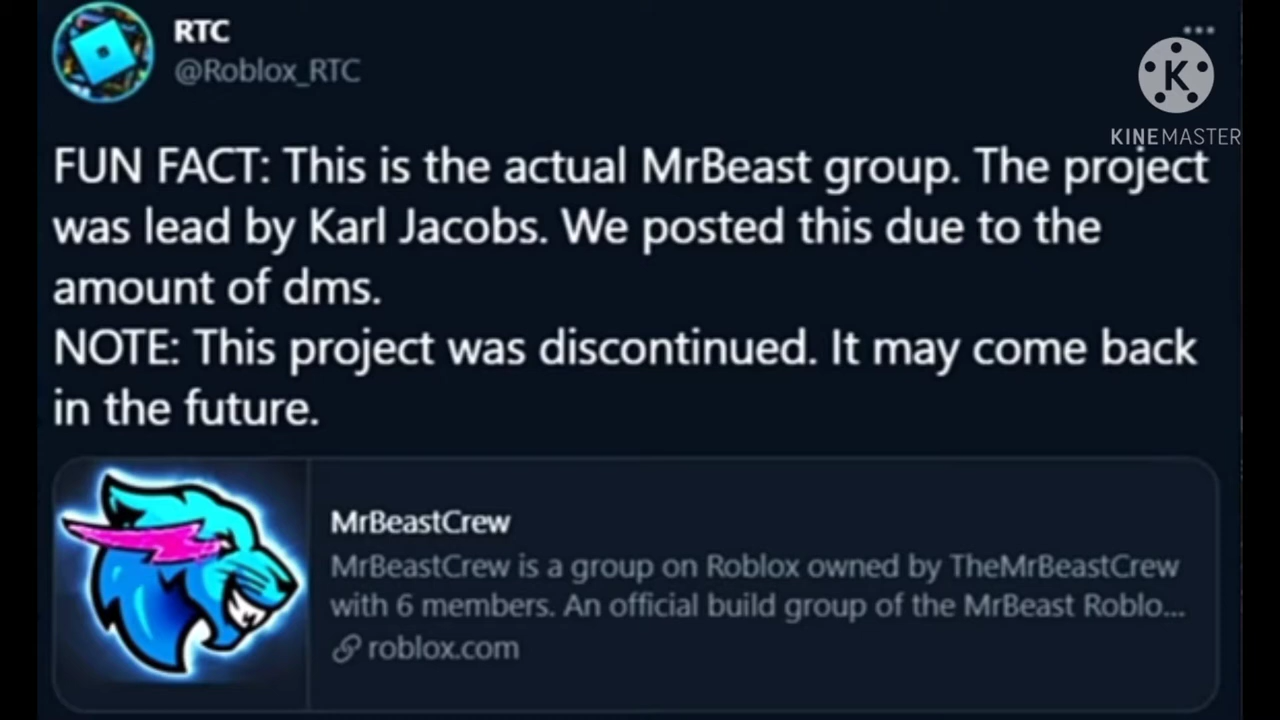 RTC
@Roblox_RTC
K
KINEMASTER
FUN FACT: This is the actual MrBeast group. The project
was lead by Karl Jacobs. We posted this due to the
amount of dms.
NOTE: This project was discontinued. It may come back
in the future.
MrBeastCrew
MrBeastCrew is a group on Roblox owned by TheMrBeastCrew
with 6 members. An official build group of the MrBeast Roblo...
roblox.com